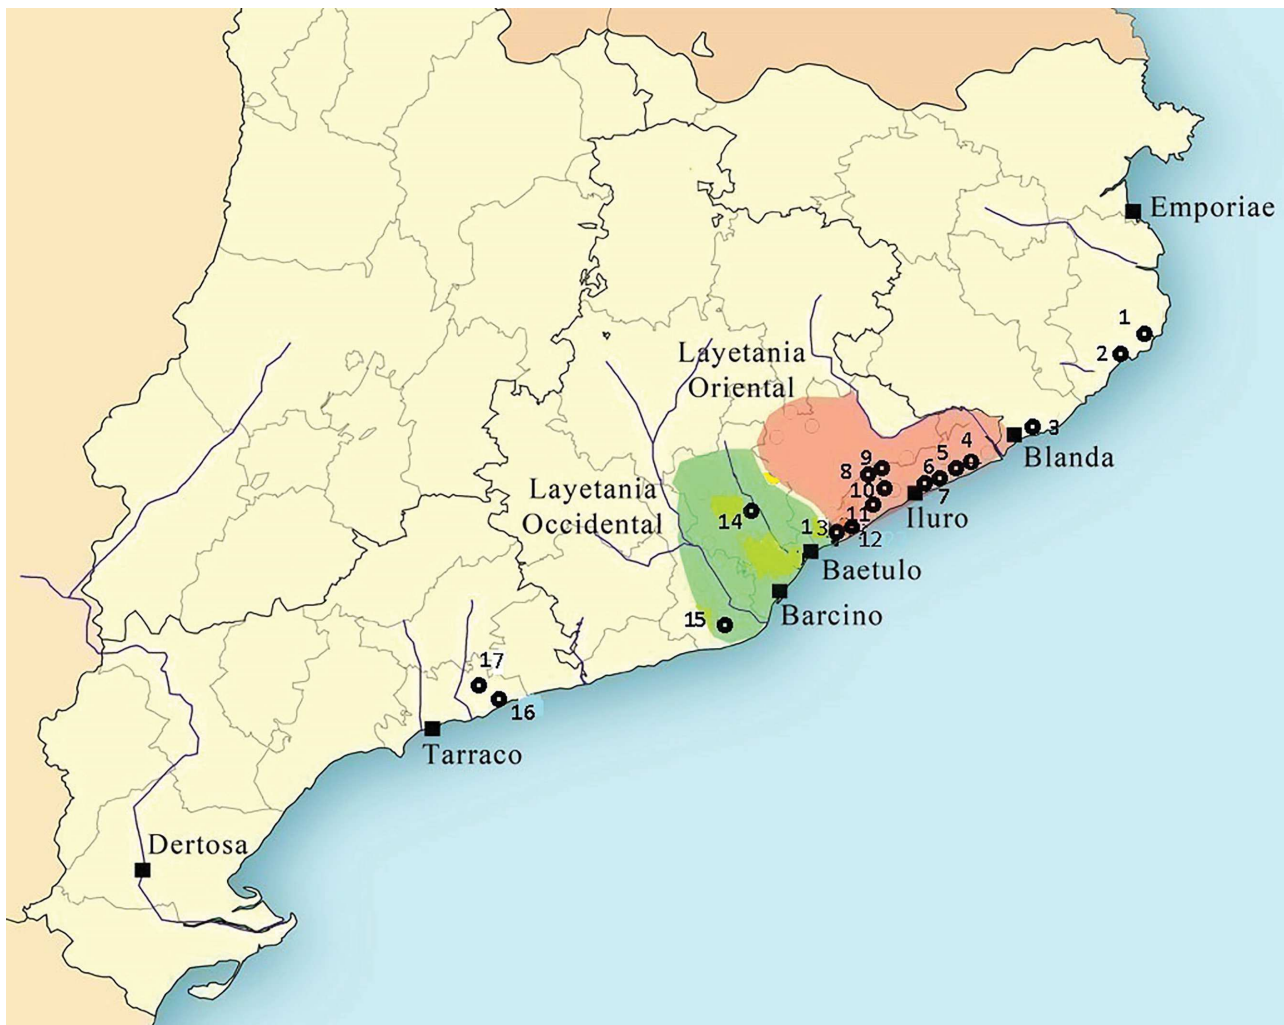 Emporiae
1
2
Layetania
Oriental
3
4
Blanda
5
9
8
6
10
7
Layetania
Occidental
Iluro
11
14
13
12
Baetulo
Barcino
15
17
16
Tarraco
Dertosa